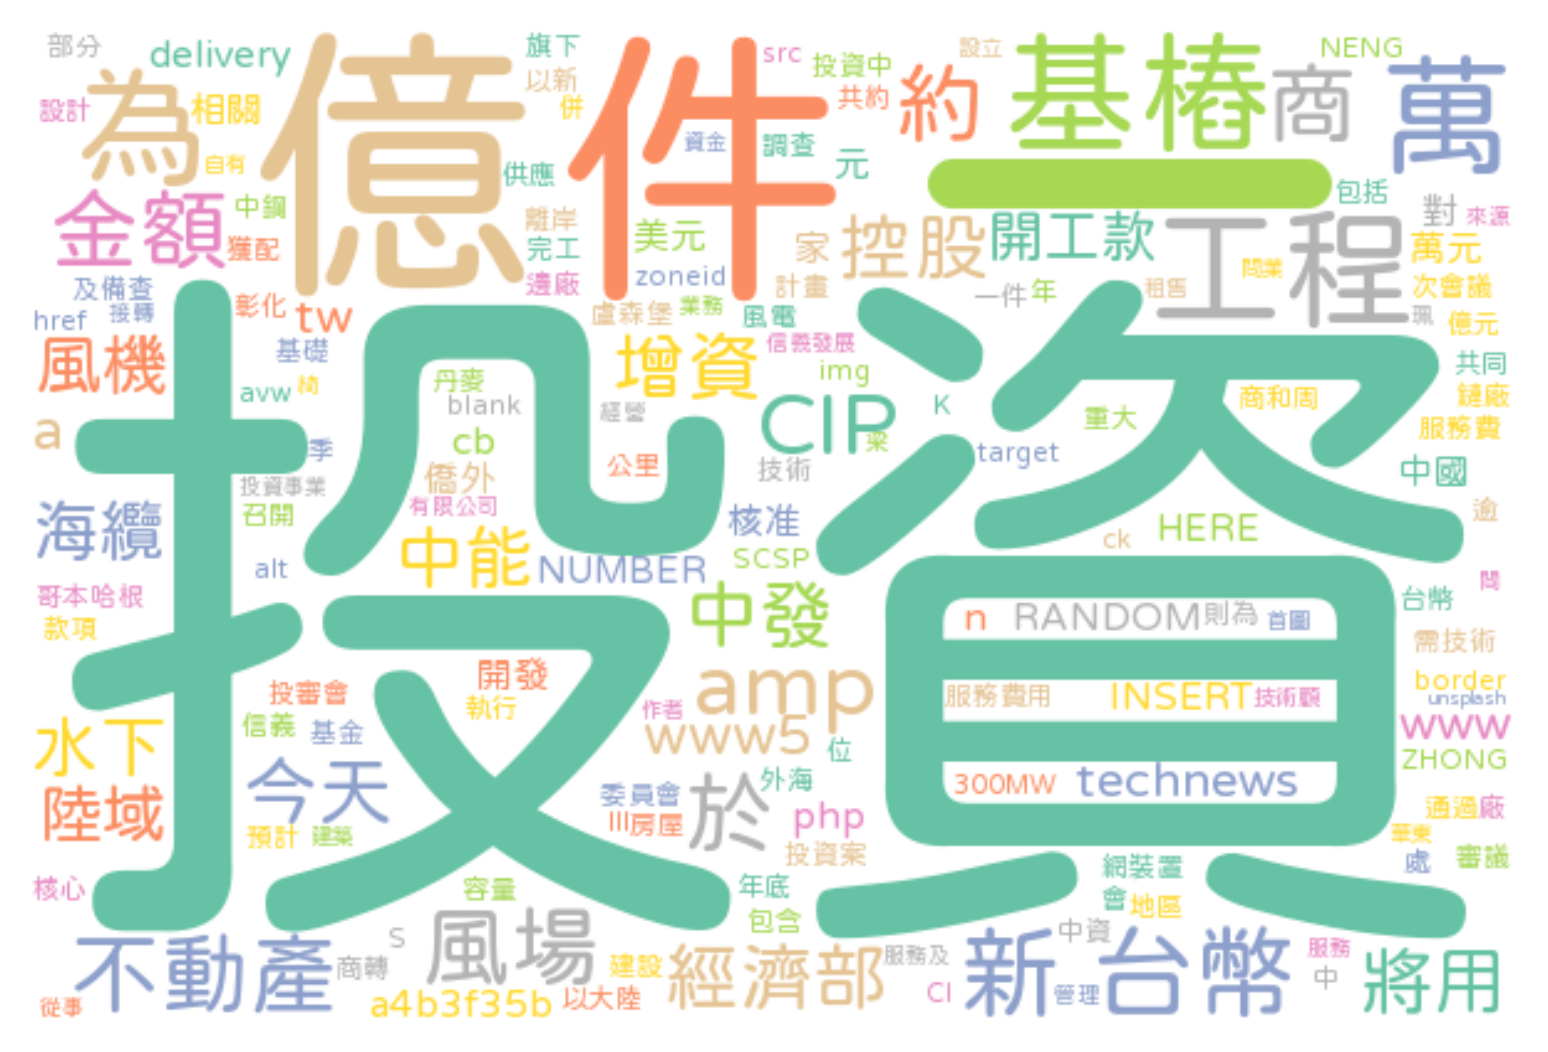 部分
delivery
旗下
src
設立
基樁
NENG
以新
投資中
約
商
萬
為
億
件
設計
相關
併
共約
自有
供應
資金
調查
元
一
包括
金額
中鋼
獲配
離岸
完工
邊廠
美元
zoneid
家
控股
開工款
工程
對
來源
萬元
問業
次會議
及備查
計畫
一件
年
租售
href
接轉
彰化
tw
盧森堡
業務
風電
珮
億元
風機
基礎
增資
信義發展
共同
avw
綺
丹麥
blank
img
經營
CIP
K
商和周
鏈廠
a
cb
梁
重大
服務費
季
投資
target
投資事業
僑外
公里
技術
中國
海纜
召開
有限公司
核准
ck
HERE
逾
alt
中能
NUMBER
SCSP
哥本哈根
中發
n
RANDOM
則為
首圖
台幣
問
款項
需技術
投審會
開發
amp
服務費用
INSERT
技術顧
border
unsplash
執行
作者
www5
www
水下
信義
基金
位
ZHONG
今天
外海
300MW
technews
陸域
委員會
於
php
通過
廠
預計
建築
III
房屋
投資案
華東
處
審議
核心
容量
年底
網裝置
會
地區
包含
不動產
商轉
S
風場
建設
經濟部
服務及
新台幣
中資
服務
中
將用
從事
a4b3f35b
以大陸
CI
管理